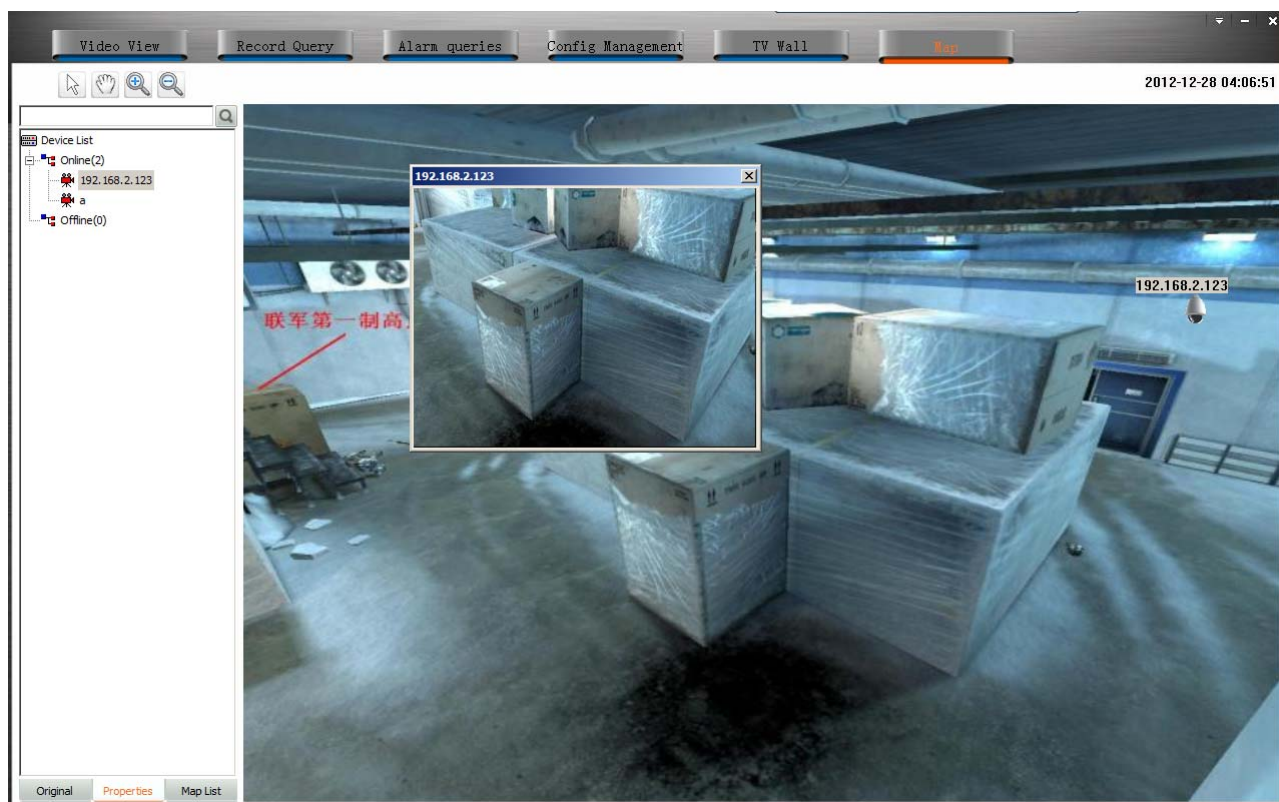 Video View
Record Query
Alarm queries
Config Management
TV Wall
Map
2012-12-28 04:06:51
Device List
Online(2)
192.168.2.123
a
Offline(0)
192.168.2.123
192.168.2.123
联军第一制高
Original
Properties
Map List